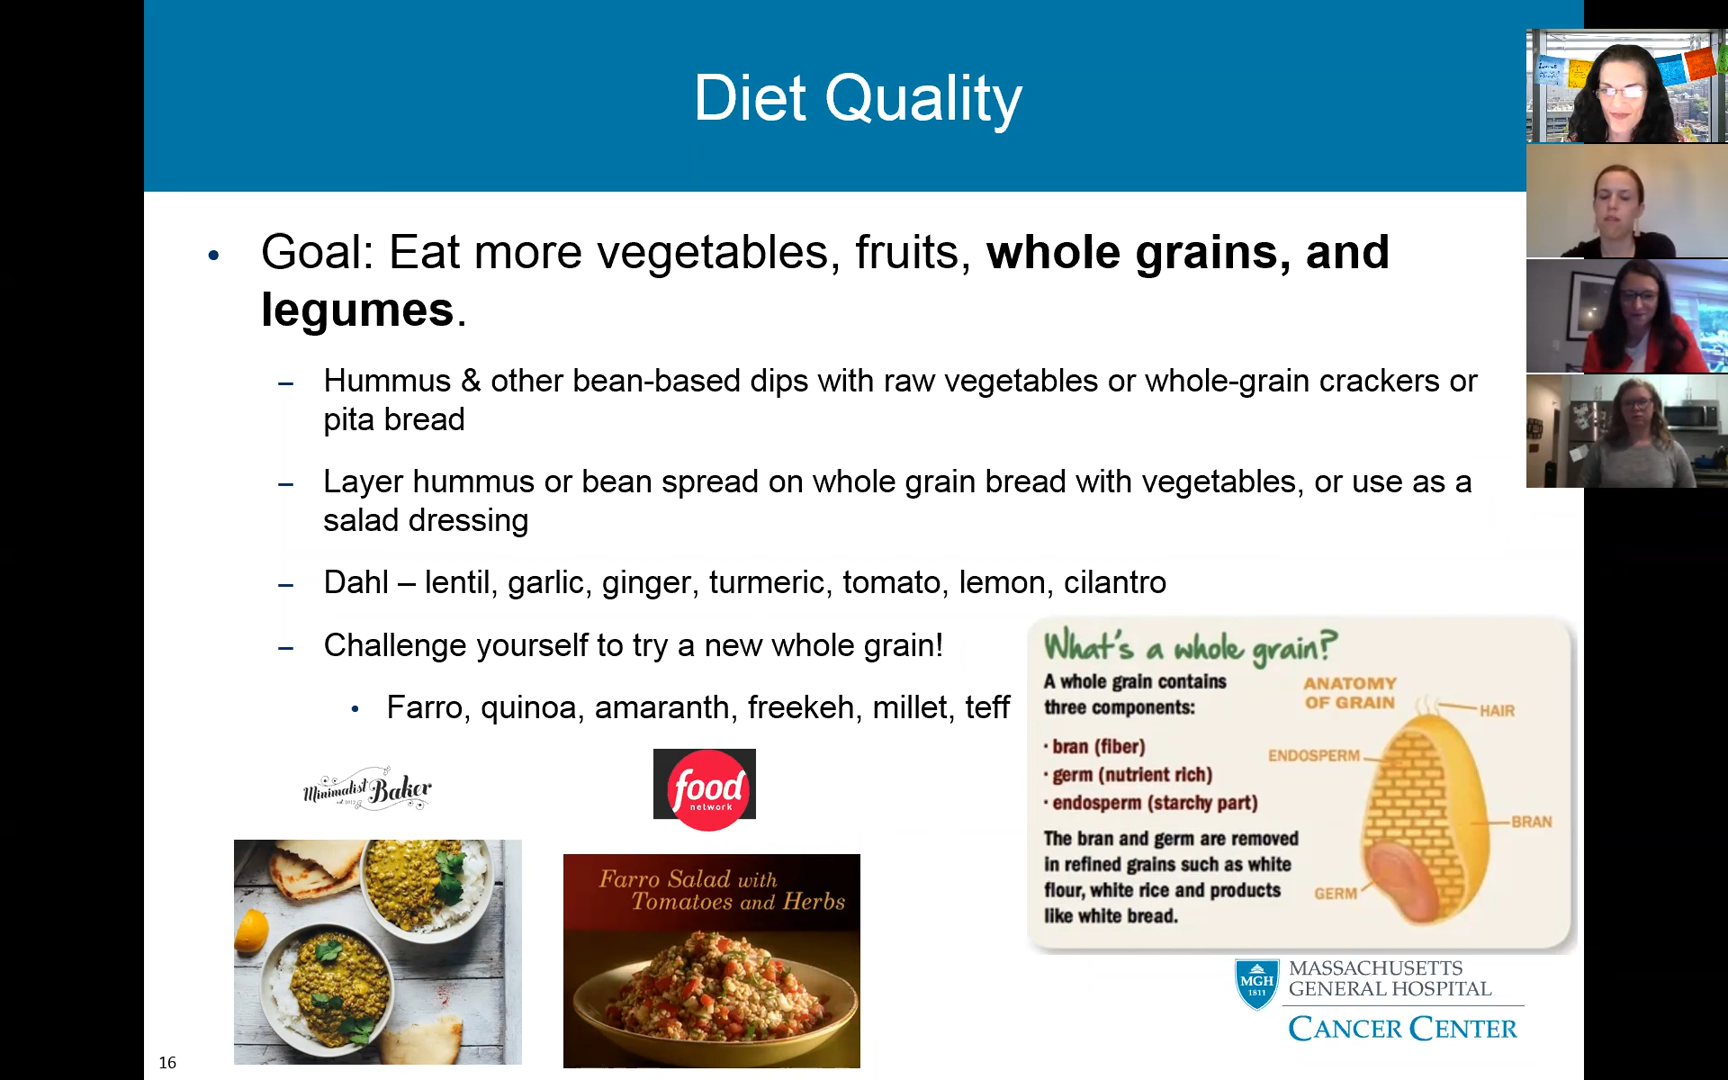 Diet Quality
• Goal: Eat more vegetables, fruits, whole grains, and
legumes.
– Hummus & other bean-based dips with raw vegetables or whole-grain crackers or
pita bread
– Layer hummus or bean spread on whole grain bread with vegetables, or use as a
salad dressing
– Dahl – lentil, garlic, ginger, turmeric, tomato, lemon, cilantro
– Challenge yourself to try a new whole grain!
• Farro, quinoa, amaranth, freekeh, millet, teff
Minimalist Baker
food
network
Farro Salad with
Tomatoes and Herbs
What's a whole grain?
A whole grain contains
three components:
· bran (fiber)
· germ (nutrient rich)
· endosperm (starchy part)
The bran and germ are removed
in refined grains such as white
flour, white rice and products
like white bread.
ANATOMY
OF GRAIN
HAIR
ENDOSPERM
BRAN
GERM
MGH
1811
MASSACHUSETTS
GENERAL HOSPITAL
CANCER CENTER
16